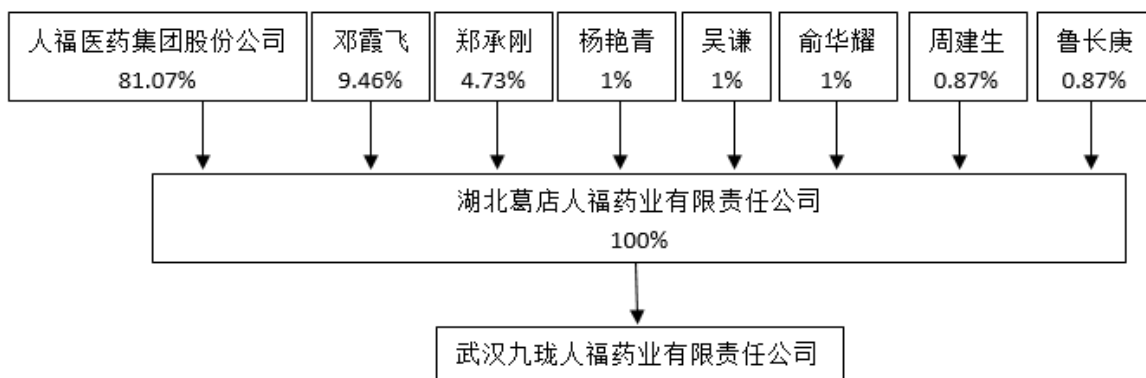 人福医药集团股份公司
81.07%
邓霞飞
9.46%
郑承刚
4.73%
杨艳青
1%
吴谦
1%
俞华耀
1%
周建生
0.87%
鲁长庚
0.87%
湖北葛店人福药业有限责任公司
100%
武汉九珑人福药业有限责任公司